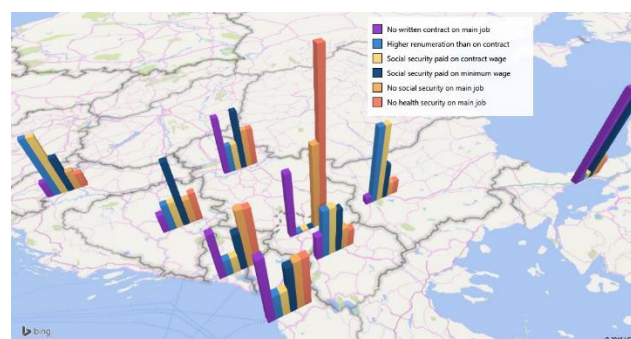 No written contract on main job
Higher renumeration than on contract
Social security paid on contract wage
Social security paid on minimum wage
No social security on main job
No health security on main job
bing